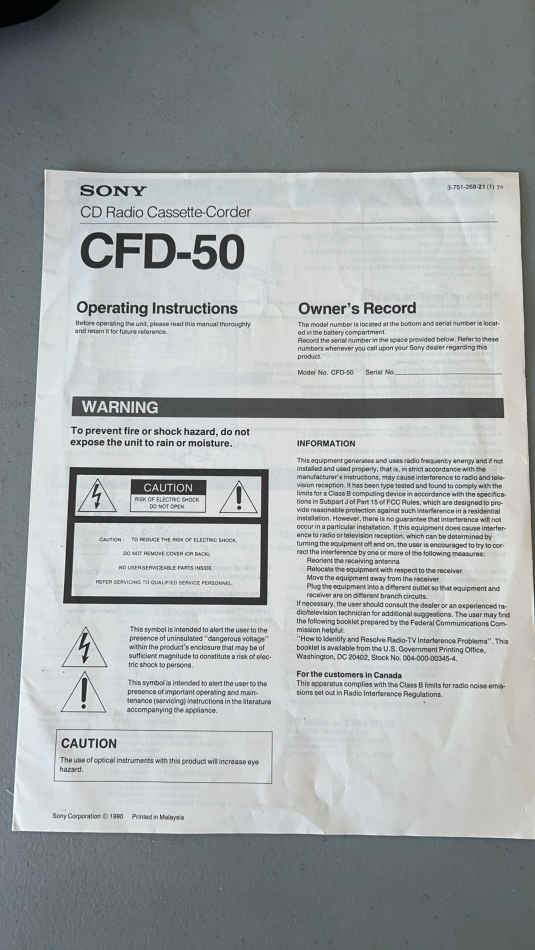 SONY
3-751-268-21 (1)
CD Radio Cassette-Corder
CFD-50
Operating Instructions
Before operating the unit, please read this manual thoroughly
and retain it for future reference.
Owner's Record
The model number is located at the bottom and serial number is locat-
ed in the battery compartment.
Record the serial number in the space provided below. Refer to these
numbers whenever you call upon your Sony dealer regarding this
product.
Model No. CFD-50 Serial No.
WARNING
To prevent fire or shock hazard, do not
expose the unit to rain or moisture.
CAUTION
RISK OF ELECTRIC SHOCK
DO NOT OPEN
CAUTION : TO REDUCE THE RISK OF ELECTRIC SHOCK,
DO NOT REMOVE COVER (OR BACK).
NO USER-SERVICEABLE PARTS INSIDE.
REFER SERVICING TO QUALIFIED SERVICE PERSONNEL.
This symbol is intended to alert the user to the
presence of uninsulated "dangerous voltage"
within the product's enclosure that may be of
sufficient magnitude to constitute a risk of elec-
tric shock to persons.
This symbol is intended to alert the user to the
presence of important operating and main-
tenance (servicing) instructions in the literature
accompanying the appliance.
CAUTION
The use of optical instruments with this product will increase eye
hazard.
INFORMATION
This equipment generates and uses radio frequency energy and if not
installed and used properly, that is, in strict accordance with the
manufacturer's instructions, may cause interference to radio and tele-
vision reception. It has been type tested and found to comply with the
limits for a Class B computing device in accordance with the specifica-
tions in Subpart J of Part 15 of FCC Rules, which are designed to pro-
vide reasonable protection against such interference in a residential
installation. However, there is no guarantee that interference will not
occur in a particular installation. If this equipment does cause interfer-
ence to radio or television reception, which can be determined by
turning the equipment off and on, the user is encouraged to try to cor-
rect the interference by one or more of the following measures:
Reorient the receiving antenna
Relocate the equipment with respect to the receiver
Move the equipment away from the receiver
Plug the equipment into a different outlet so that equipment and
receiver are on different branch circuits.
If necessary, the user should consult the dealer or an experienced ra-
dio/television technician for additional suggestions. The user may find
the following booklet prepared by the Federal Communications Com-
mission helpful:
"How to Identify and Resolve Radio-TV Interference Problems". This
booklet is available from the U.S. Government Printing Office,
Washington, DC 20402, Stock No. 004-000-00345-4.
For the customers in Canada
This apparatus complies with the Class B limits for radio noise emis-
sions set out in Radio Interference Regulations.
Sony Corporation © 1990 Printed in Malaysia